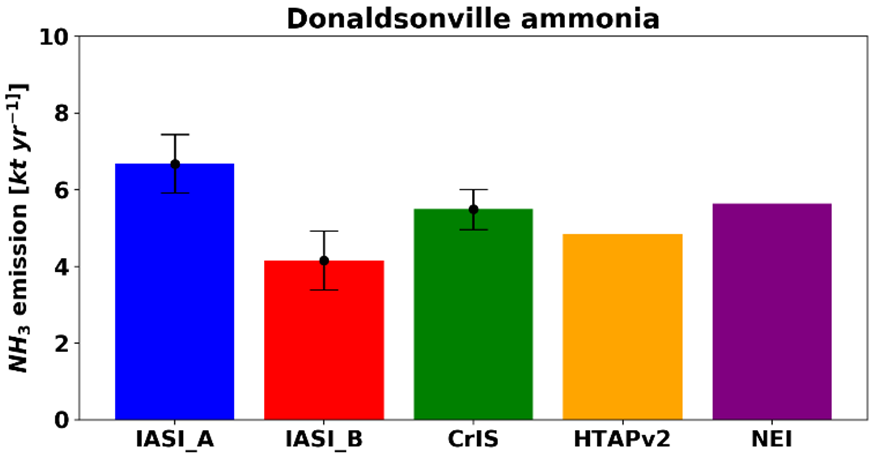 Donaldsonville ammonia
NH₃ emission [kt yr⁻¹]]
10
8
6
4
2
0
IASI_A IASI_B CrIS HTAPv2 NEI